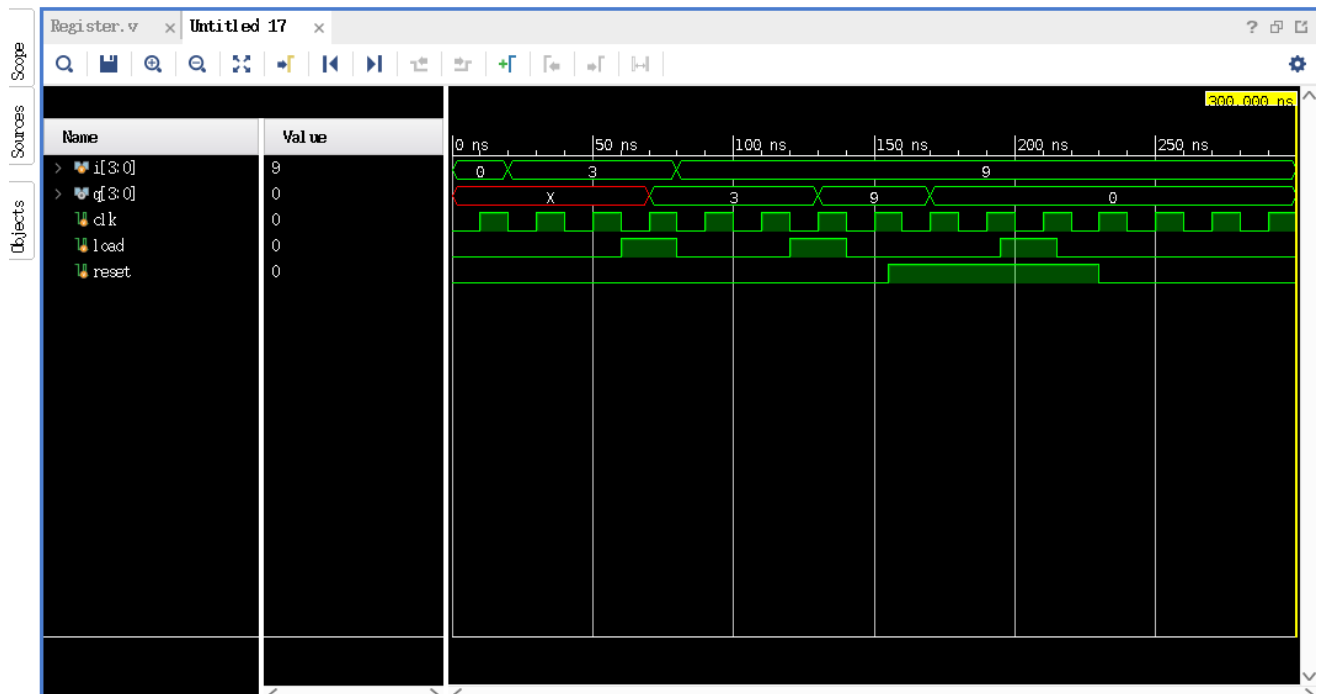 Register.v × Untitled 17 ×
?
Scope
Sources
Objects
300.000 ns
Name Value
0 ns 50 ns 100 ns 150 ns 200 ns 250 ns
> i[3:0] 9 0 3 9
> q[3:0] 0 X 3 9 0
clk 0
load 0
reset 0